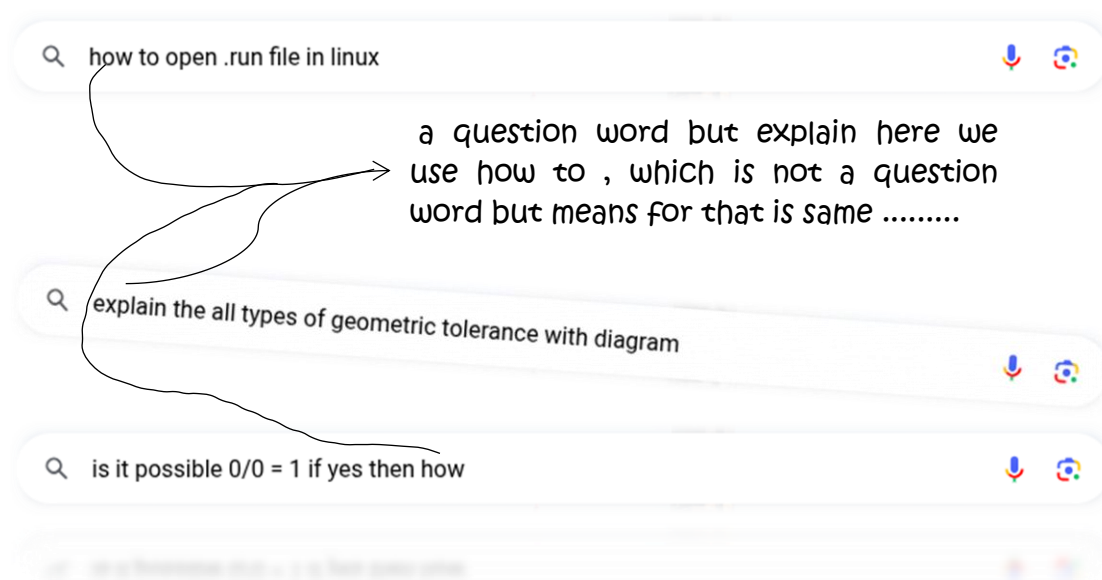 how to open .run file in linux
a question word but explain here we
use how to , which is not a question
word but means for that is same .........
explain the all types of geometric tolerance with diagram
is it possible 0/0 = 1 if yes then how